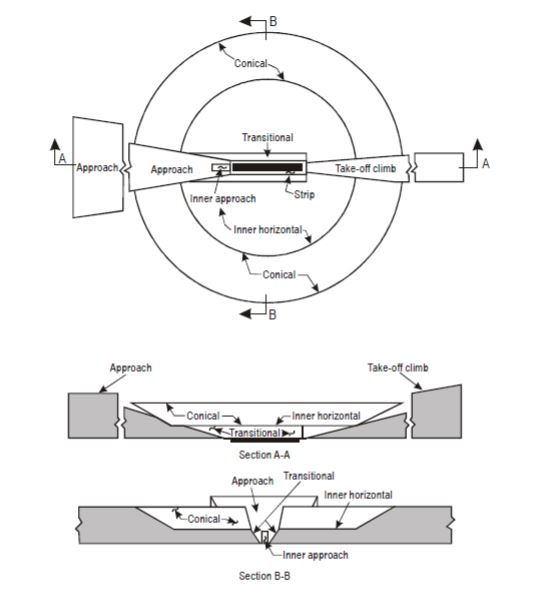 B
Conical
Transitional
A
Approach
Approach
Take-off climb
A
Inner approach
Strip
Inner horizontal
Conical
B
Approach
Take-off climb
Conical
Inner horizontal
Transitional
Section A-A
Approach
Transitional
Inner horizontal
Conical
Inner approach
Section B-B